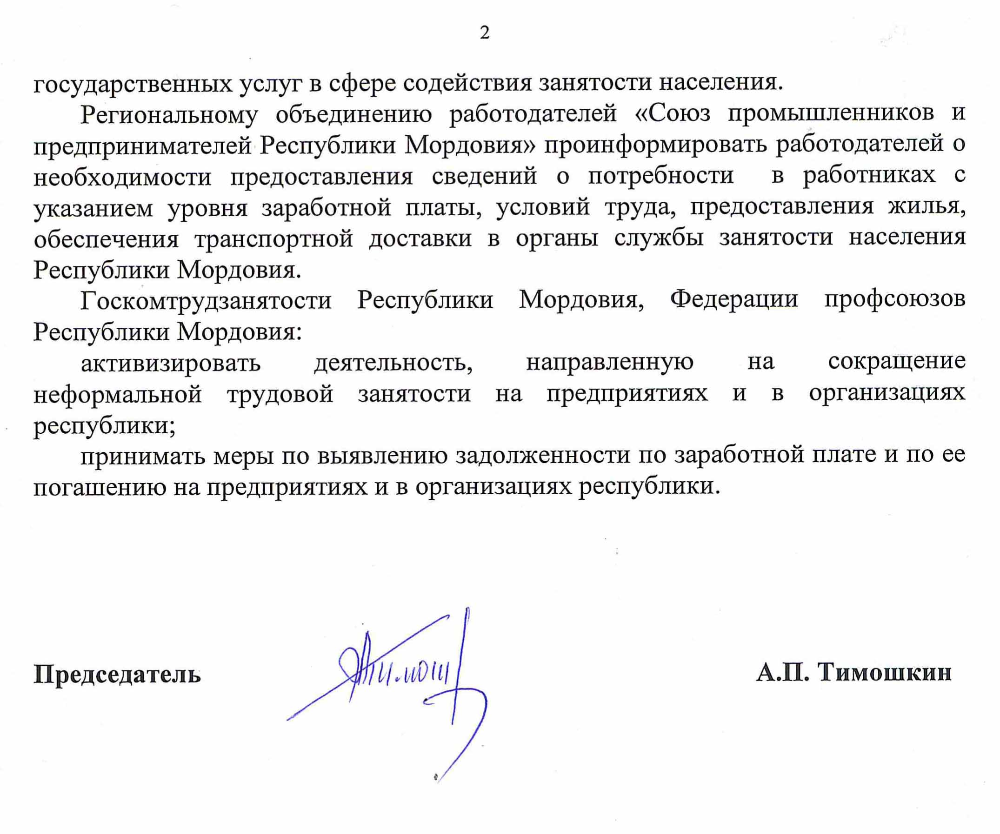 2
государственных услуг в сфере содействия занятости населения.
Региональному объединению работодателей «Союз промышленников и
предпринимателей Республики Мордовия» проинформировать работодателей о
необходимости предоставления сведений о потребности в работниках с
указанием уровня заработной платы, условий труда, предоставления жилья,
обеспечения транспортной доставки в органы службы занятости населения
Республики Мордовия.
Госкомтрудзанятости Республики Мордовия, Федерации профсоюзов
Республики Мордовия:
активизировать деятельность, направленную на сокращение
неформальной трудовой занятости на предприятиях и в организациях
республики;
принимать меры по выявлению задолженности по заработной плате и по ее
погашению на предприятиях и в организациях республики.
Председатель
А.П. Тимошкин